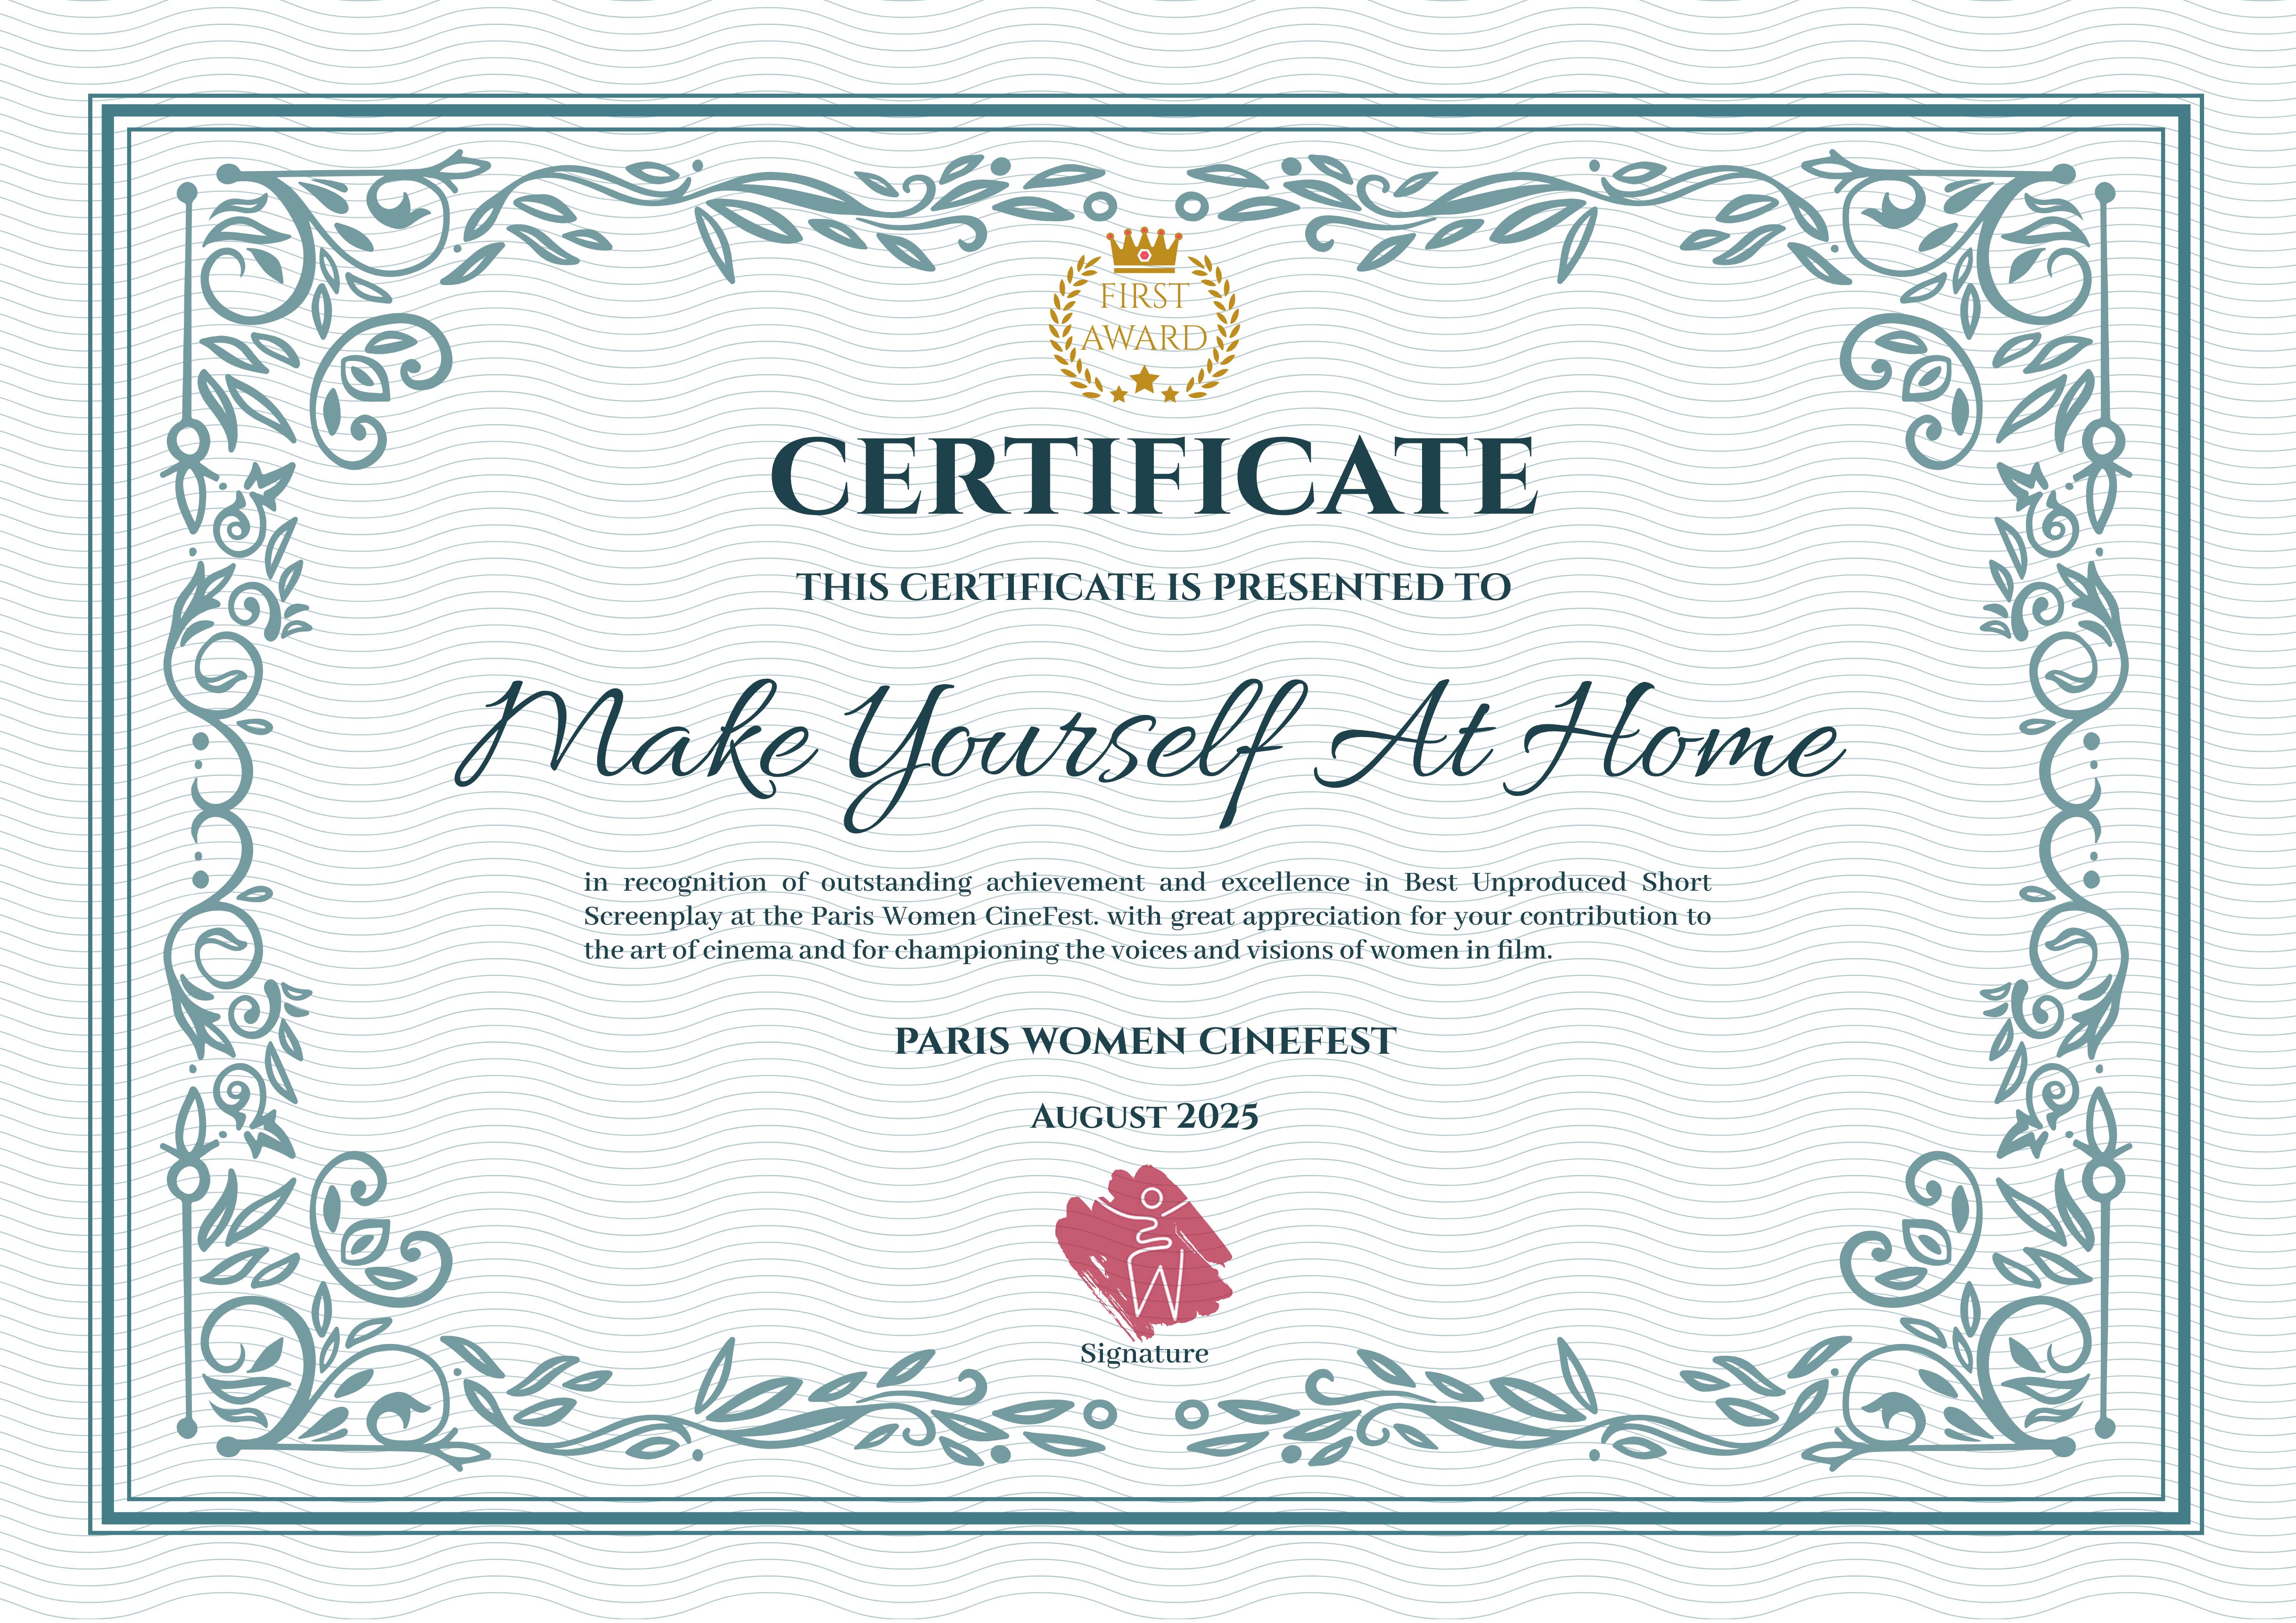 FIRST
AWARD
CERTIFICATE
THIS CERTIFICATE IS PRESENTED TO
Make Yourself At Home
in recognition of outstanding achievement and excellence in Best Unproduced Short
Screenplay at the Paris Women CineFest. with great appreciation for your contribution to
the art of cinema and for championing the voices and visions of women in film.
PARIS WOMEN CINEFEST
AUGUST 2025
Signature